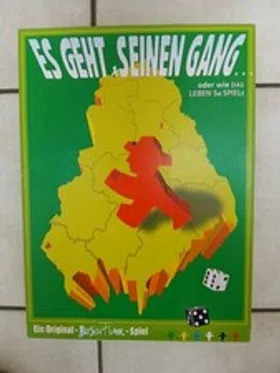 ES GEHT SEINEN GANG...
oder wie DAS
LEBEN So SPIELt
Ein Original - - Spiel